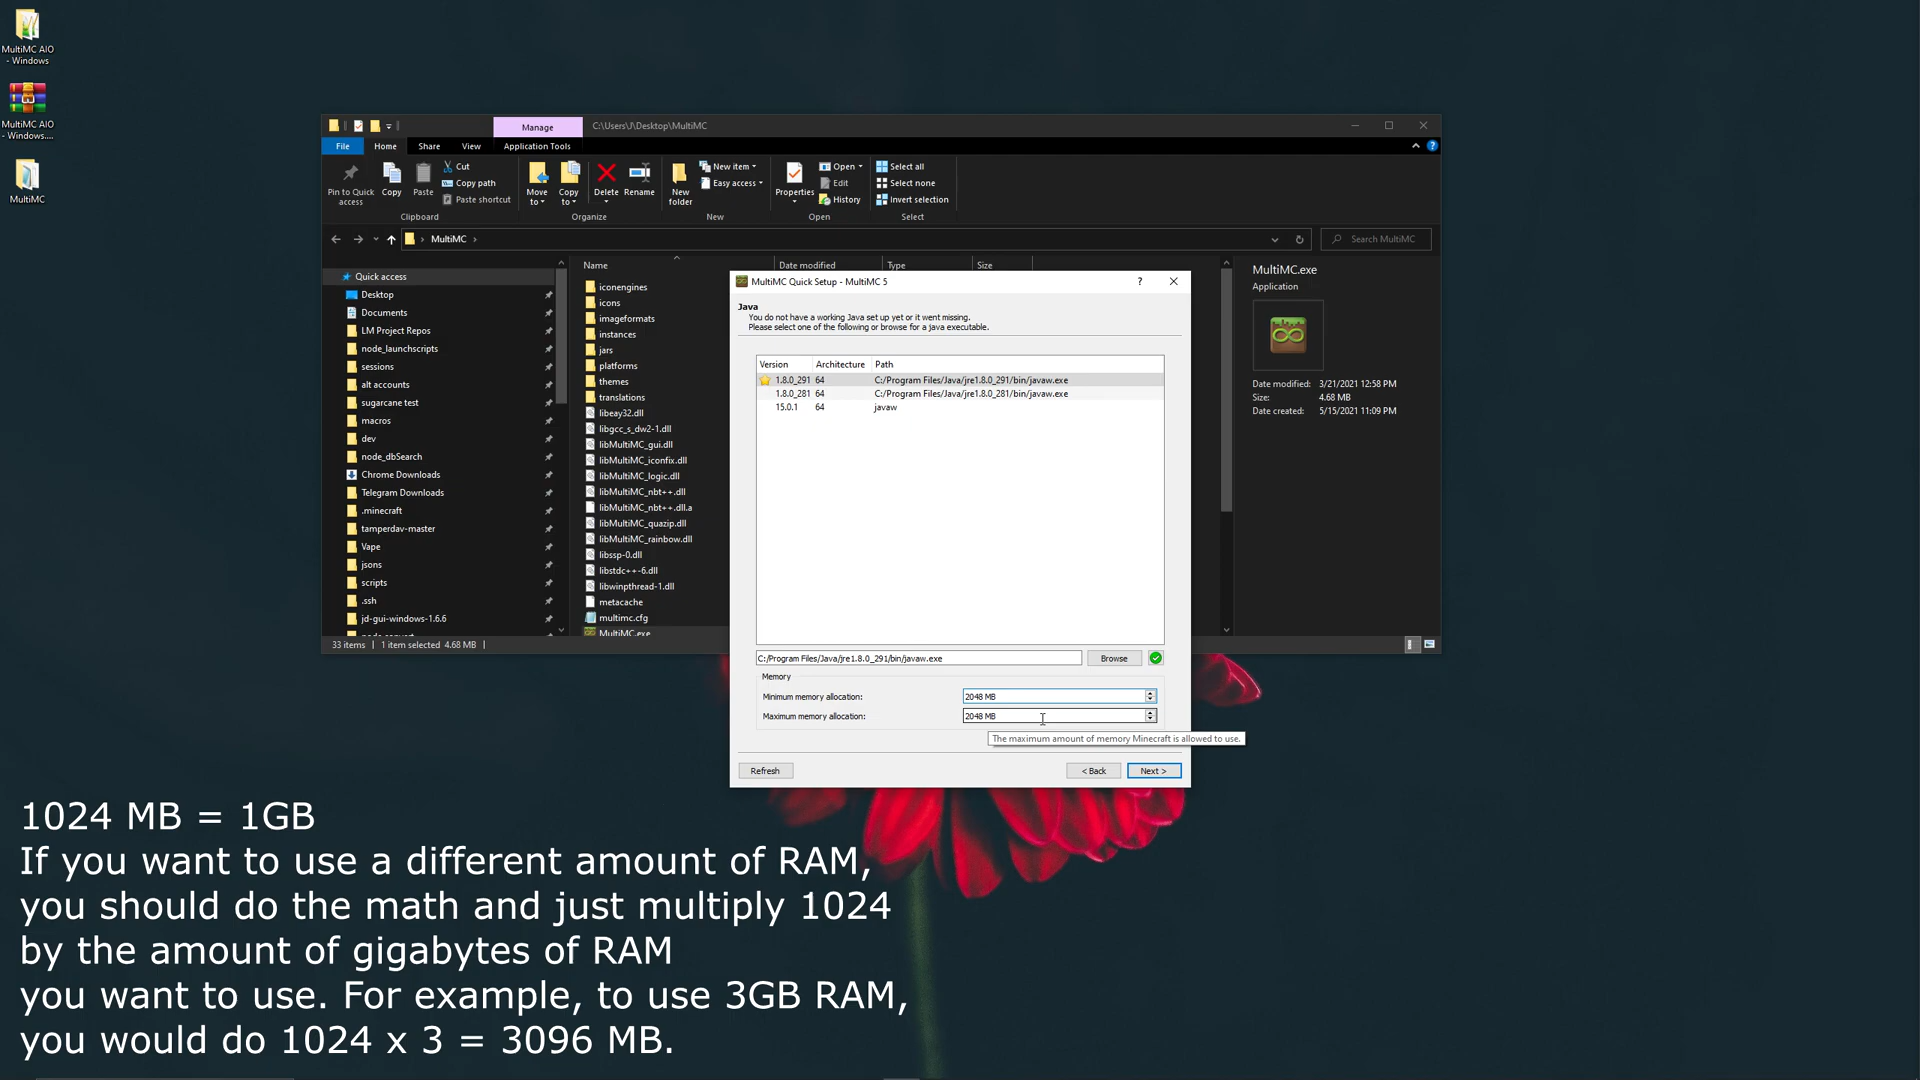 MultiMC AIO
- Windows
MultiMC AIO
- Windows....
MultiMC
Manage
C:\Users\J\Desktop\MultiMC
File
Home
Share
View
Application Tools
Pin to Quick
access
Copy
Paste
Cut
Copy path
Paste shortcut
Clipboard
Move
to
Copy
to
Delete
Rename
Organize
New
folder
New item
Easy access
New
Properties
Open
Edit
History
Open
Select all
Select none
Invert selection
Select
MultiMC
Search MultiMC
Quick access
Desktop
Documents
LM Project Repos
node_launchscripts
sessions
alt accounts
sugarcane test
macros
dev
node_dbSearch
Chrome Downloads
Telegram Downloads
.minecraft
tamperdav-master
Vape
jsons
scripts
.ssh
jd-gui-windows-1.6.6
Name
Date modified
Type
Size
iconengines
icons
imageformats
instances
jars
platforms
themes
translations
libeay32.dll
libgcc_s_dw2-1.dll
libMultiMC_gui.dll
libMultiMC_iconfix.dll
libMultiMC_logic.dll
libMultiMC_nbt++.dll
libMultiMC_nbt++.dll.a
libMultiMC_quazip.dll
libMultiMC_rainbow.dll
libssp-0.dll
libstdc++-6.dll
libwinpthread-1.dll
metacache
multimc.cfg
MultiMC.exe
33 items
1 item selected 4.68 MB
MultiMC.exe
Application
Date modified: 3/21/2021 12:58 PM
Size: 4.68 MB
Date created: 5/15/2021 11:09 PM
MultiMC Quick Setup - MultiMC 5
?
Java
You do not have a working Java set up yet or it went missing.
Please select one of the following or browse for a java executable.
Version Architecture Path
1.8.0_291 64 C:/Program Files/Java/jre1.8.0_291/bin/javaw.exe
1.8.0_281 64 C:/Program Files/Java/jre1.8.0_281/bin/javaw.exe
15.0.1 64 javaw
C:/Program Files/Java/jre1.8.0_291/bin/javaw.exe
Browse
Memory
Minimum memory allocation: 2048 MB
Maximum memory allocation: 2048 MB
The maximum amount of memory Minecraft is allowed to use.
Refresh
< Back
Next >
1024 MB = 1GB
If you want to use a different amount of RAM,
you should do the math and just multiply 1024
by the amount of gigabytes of RAM
you want to use. For example, to use 3GB RAM,
you would do 1024 x 3 = 3096 MB.